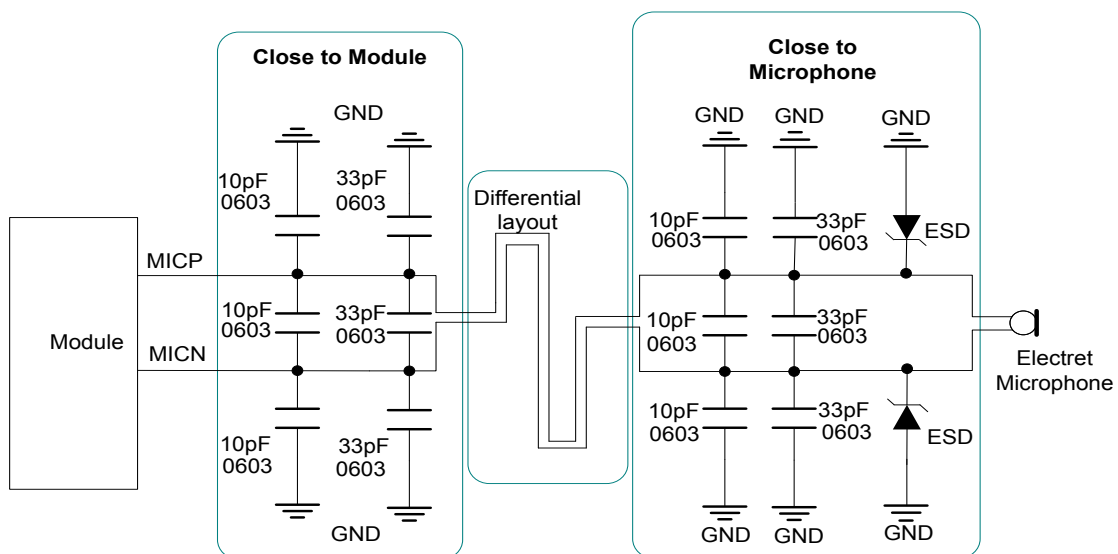 Close to Module
GND
10pF
0603
33pF
0603
MICP
10pF
0603
33pF
0603
Module
MICN
10pF
0603
33pF
0603
GND
Differential
layout
Close to
Microphone
GND
GND
GND
10pF
0603
33pF
0603
ESD
10pF
0603
33pF
0603
10pF
0603
33pF
0603
ESD
GND
GND
GND
Electret
Microphone